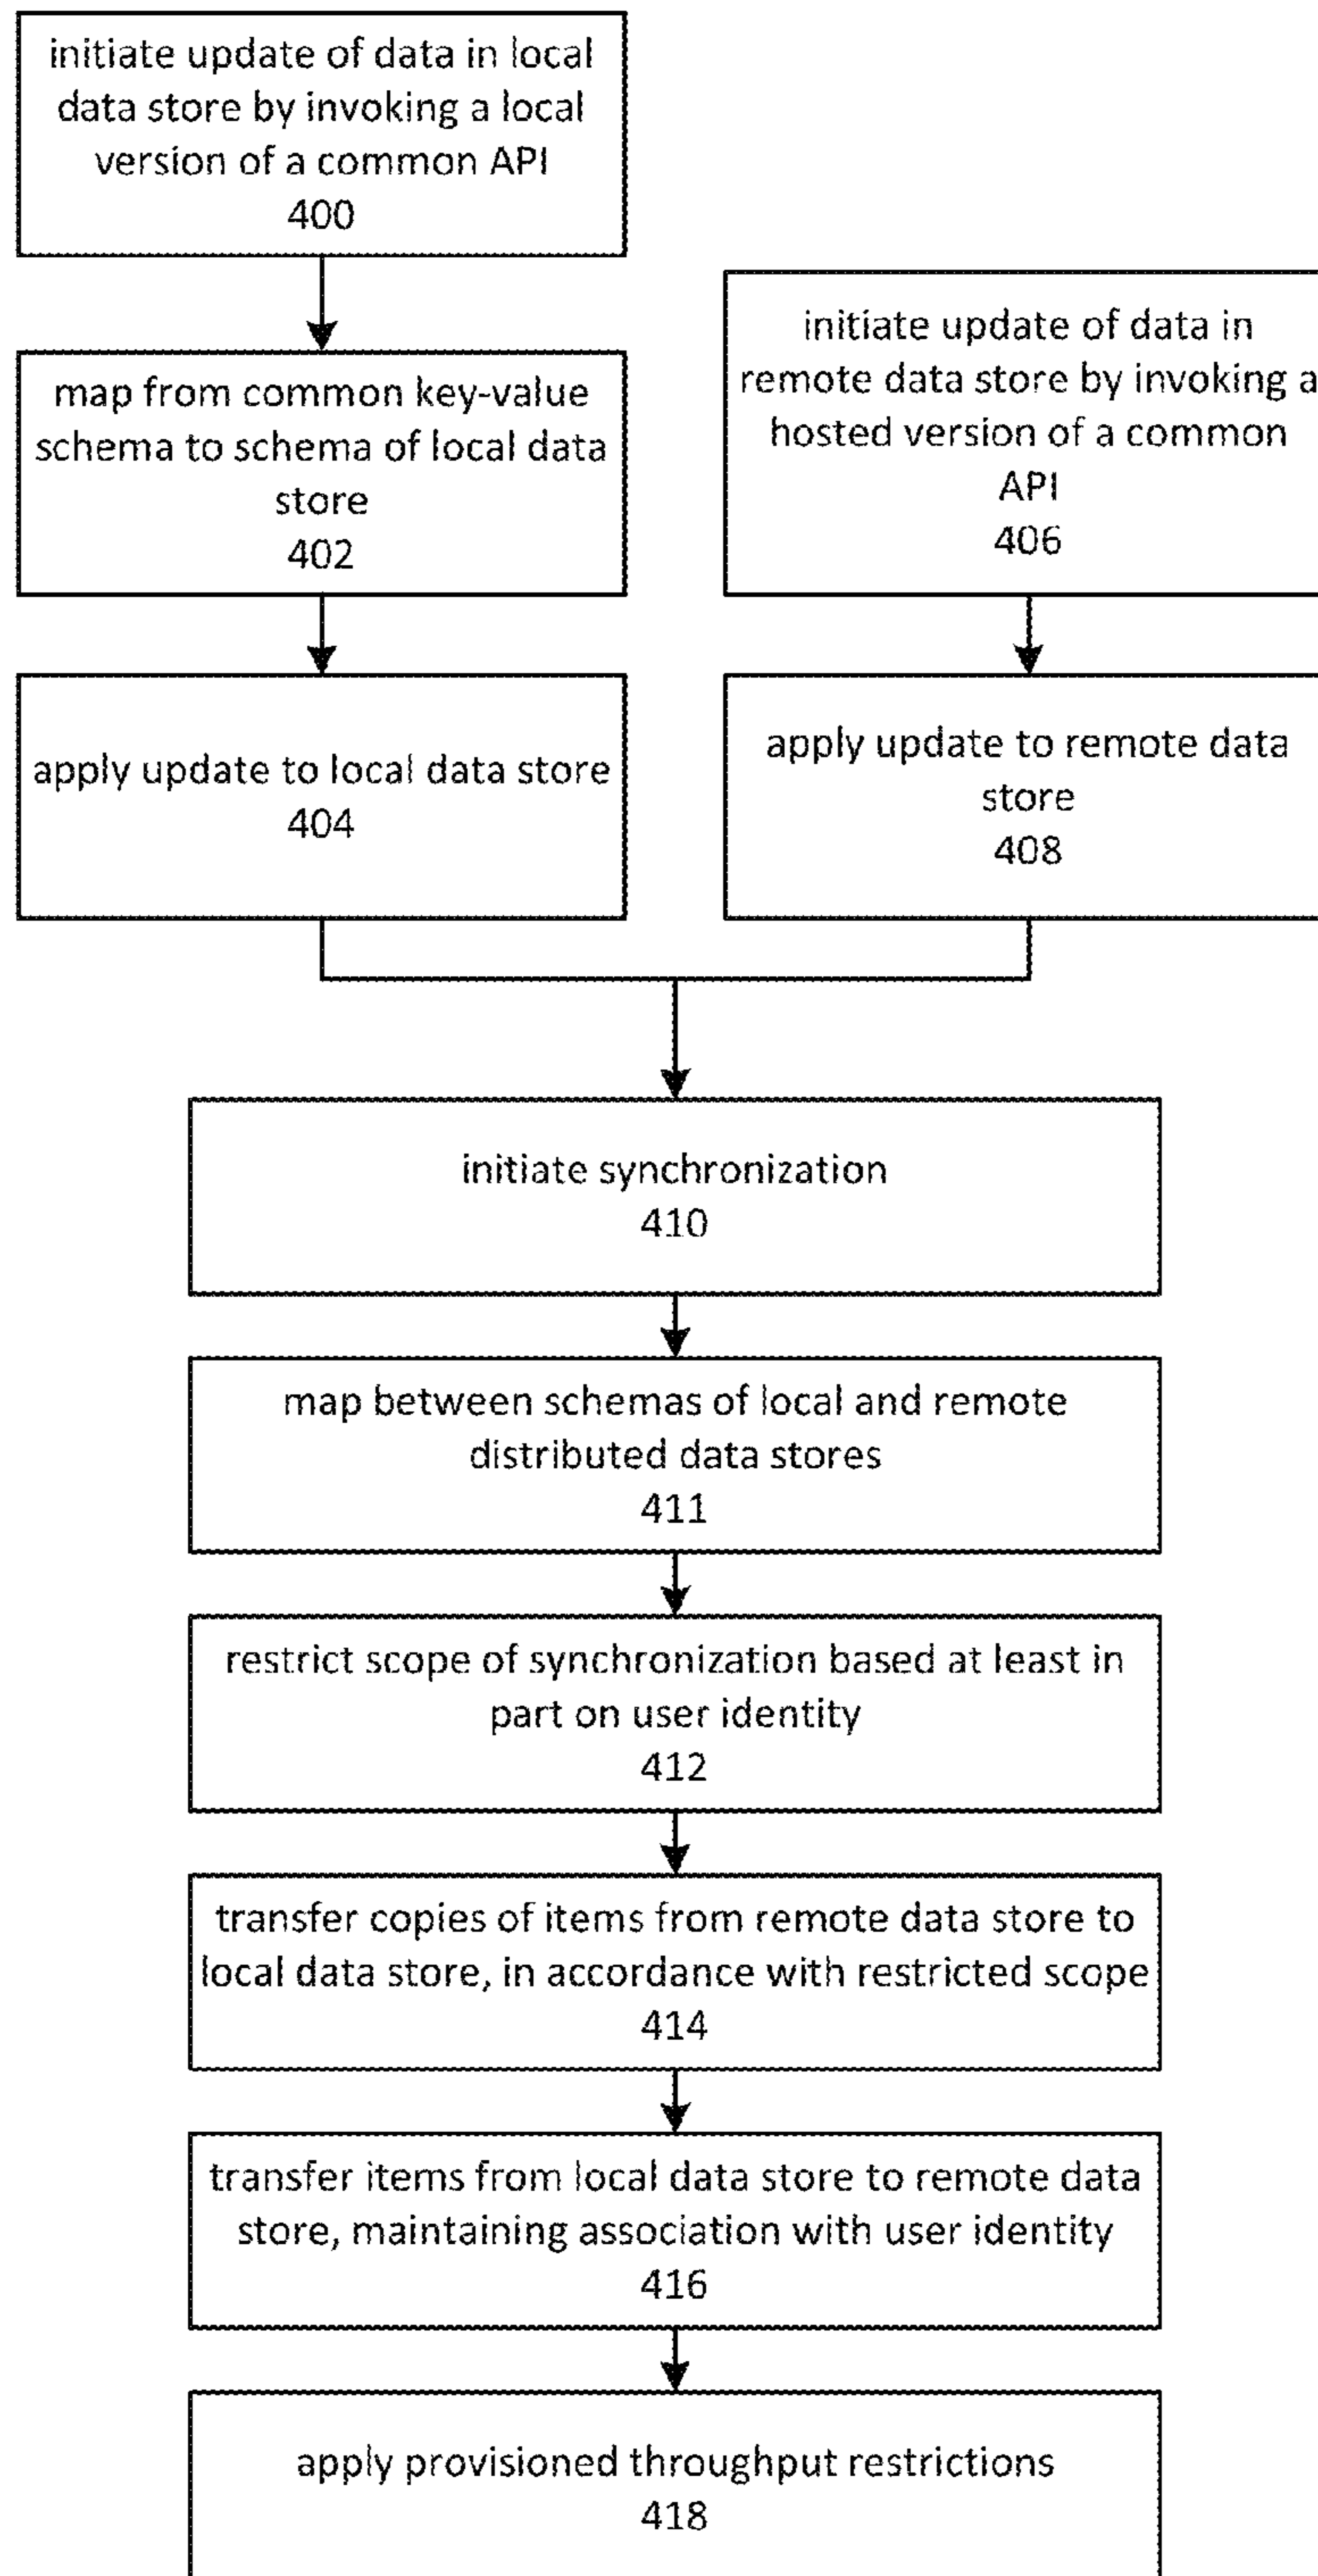 initiate update of data in local
data store by invoking a local
version of a common API
400
map from common key-value
schema to schema of local data
store
402
apply update to local data store
404
initiate update of data in
remote data store by invoking a
hosted version of a common
API
406
apply update to remote data
store
408
initiate synchronization
410
map between schemas of local and remote
distributed data stores
411
restrict scope of synchronization based at least in
part on user identity
412
transfer copies of items from remote data store to
local data store, in accordance with restricted scope
414
transfer items from local data store to remote data
store, maintaining association with user identity
416
apply provisioned throughput restrictions
418